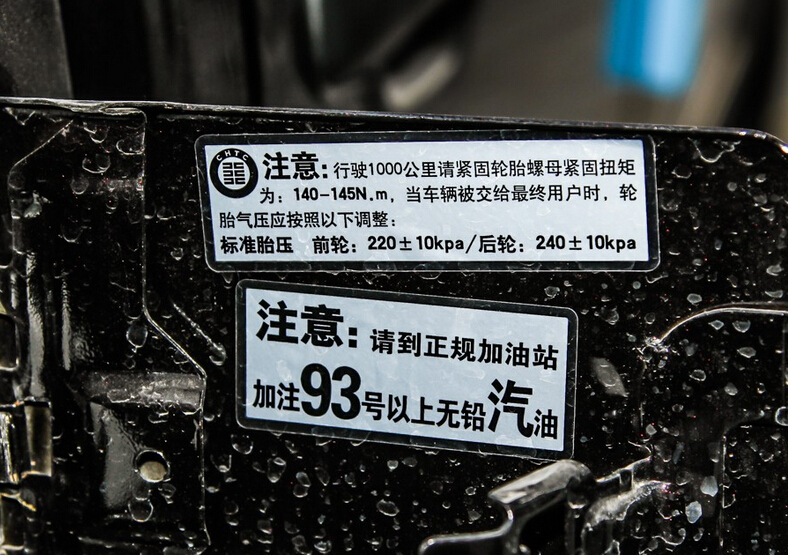 CHTC
注意：行驶1000公里请紧固轮胎螺母紧固扭矩
为：140-145N.m，当车辆被交给最终用户时，轮
胎气压应按照以下调整：
标准胎压 前轮：220±10kpa/后轮：240±10kpa
注意：请到正规加油站
加注93号以上无铅汽油